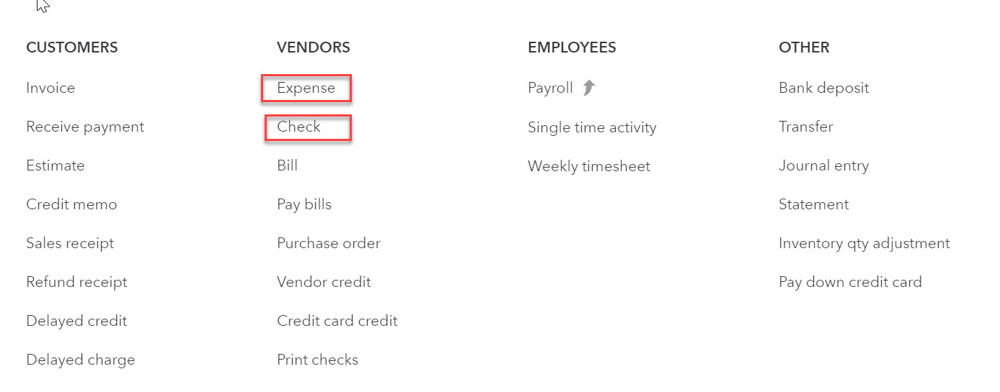 CUSTOMERS
Invoice
Receive payment
Estimate
Credit memo
Sales receipt
Refund receipt
Delayed credit
Delayed charge
VENDORS
Expense
Check
Bill
Pay bills
Purchase order
Vendor credit
Credit card credit
Print checks
EMPLOYEES
Payroll
Single time activity
Weekly timesheet
OTHER
Bank deposit
Transfer
Journal entry
Statement
Inventory qty adjustment
Pay down credit card